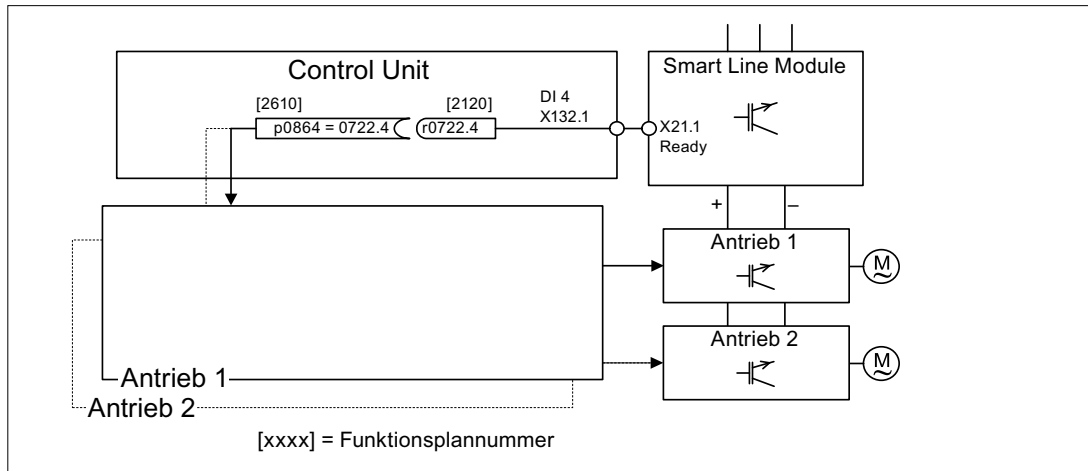 Control Unit
[2610]
[2120]
p0864 = 0722.4
r0722.4
DI 4
X132.1
Smart Line Module
X21.1
Ready
+
–
Antrieb 1
M
~
Antrieb 2
M
~
Antrieb 1
Antrieb 2
[xxxx] = Funktionsplannummer